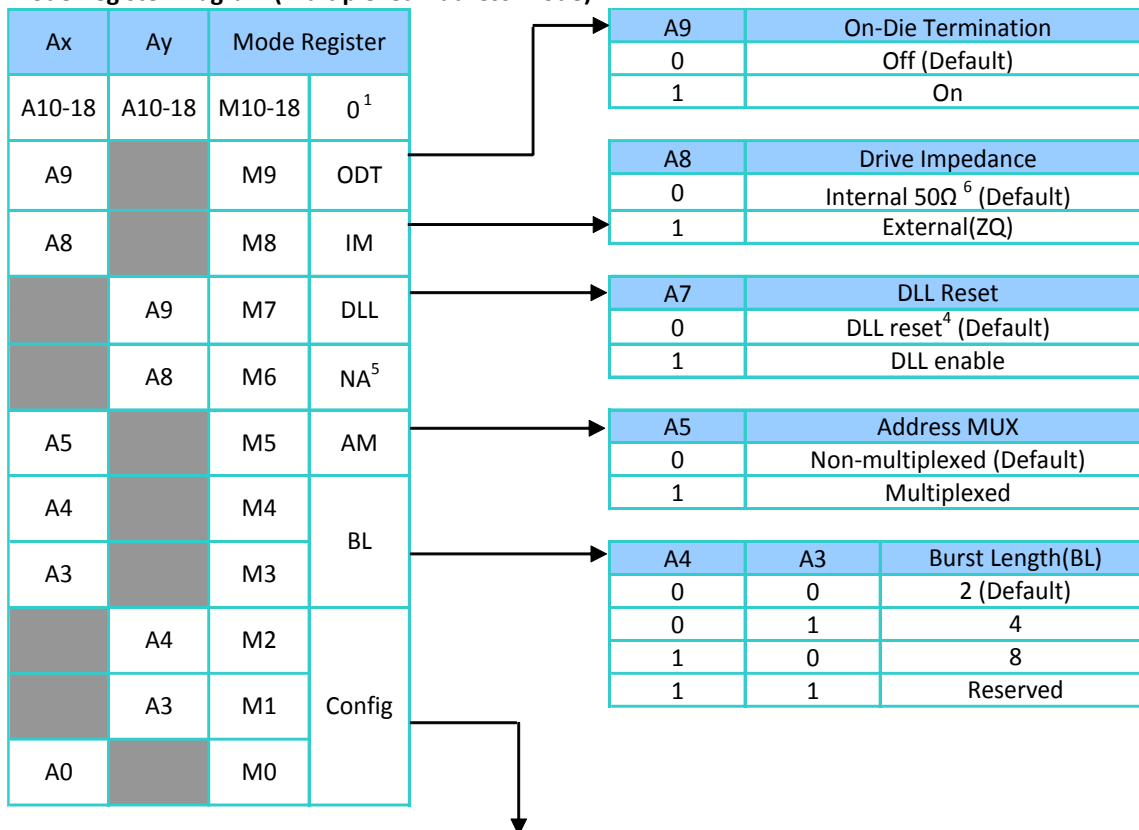 Ax Ay Mode Register
A10-18 A10-18 M10-18 0¹
A9 M9 ODT
A8 M8 IM
A9 M7 DLL
A8 M6 NA⁵
A5 M5 AM
A4 M4 BL
A3 M3
A4 M2 Config
A3 M1
A0 M0
A9 On-Die Termination
0 Off (Default)
1 On
A8 Drive Impedance
0 Internal 50Ω ⁶ (Default)
1 External(ZQ)
A7 DLL Reset
0 DLL reset⁴ (Default)
1 DLL enable
A5 Address MUX
0 Non-multiplexed (Default)
1 Multiplexed
A4 A3 Burst Length(BL)
0 0 2 (Default)
0 1 4
1 0 8
1 1 Reserved